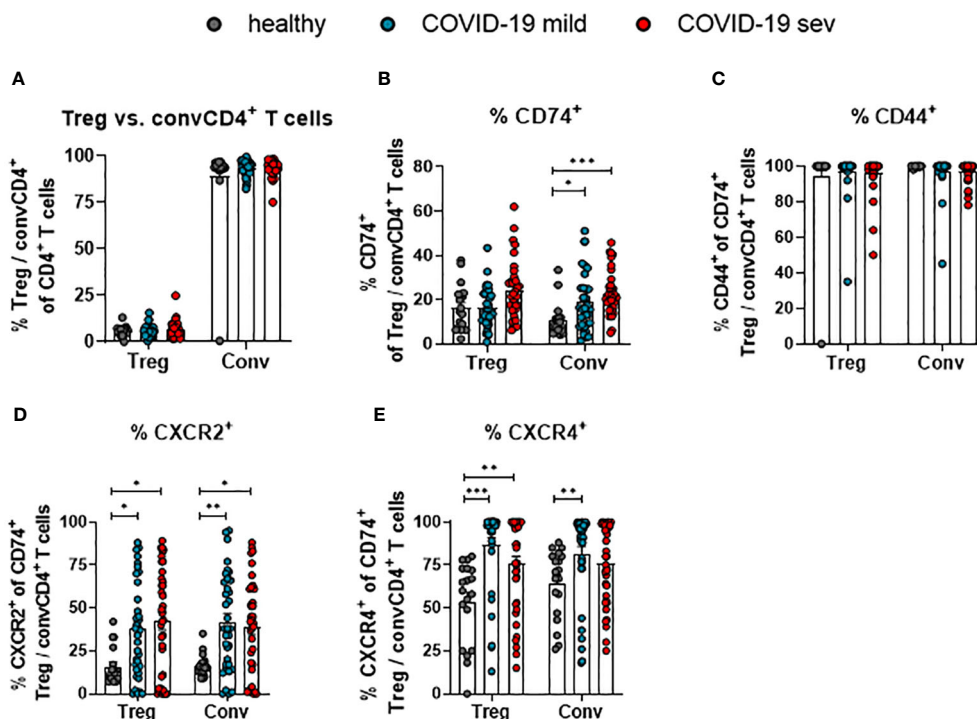 healthy COVID-19 mild COVID-19 sev
A
Treg vs. convCD4+ T cells
% Treg / convCD4+
of CD4+ T cells
100
75
50
25
0
Treg Conv
B
% CD74+
% CD74+
of Treg / convCD4+ T cells
80
60
40
20
0
*
***
Treg Conv
C
% CD44+
% CD44+ of CD74+
Treg / convCD4+ T cells
100
80
60
40
20
0
Treg Conv
D
% CXCR2+
% CXCR2+ of CD74+
Treg / convCD4+ T cells
100
75
50
25
0
* *
* **
Treg Conv
E
% CXCR4+
% CXCR4+ of CD74+
Treg / convCD4+ T cells
100
75
50
25
0
**
*** **
Treg Conv